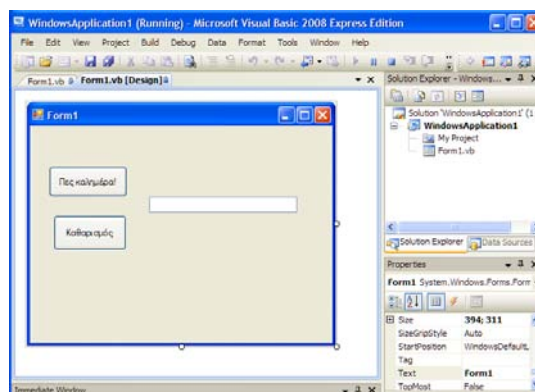 WindowsApplication1 (Running) - Microsoft Visual Basic 2008 Express Edition
File Edit View Project Build Debug Data Format Tools Window Help
Form1.vb Form1.vb [Design]
Form1
Πες καλημέρα!
Καθαρισμός
Immediate Window
Solution Explorer - Windows...
Solution 'WindowsApplication1' (1
WindowsApplication1
My Project
Form1.vb
Solution Explorer Data Sources
Properties
Form1 System.Windows.Forms.Form
Size 394; 311
SizeGripStyle Auto
StartPosition WindowsDefaultL
Tag
Text Form1
TopMost False